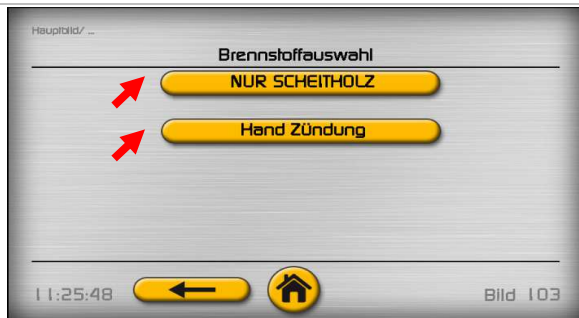 Hauptbild/ ...
Brennstoffauswahl
NUR SCHEITHOLZ
Hand Zündung
11:25:48
Bild 103